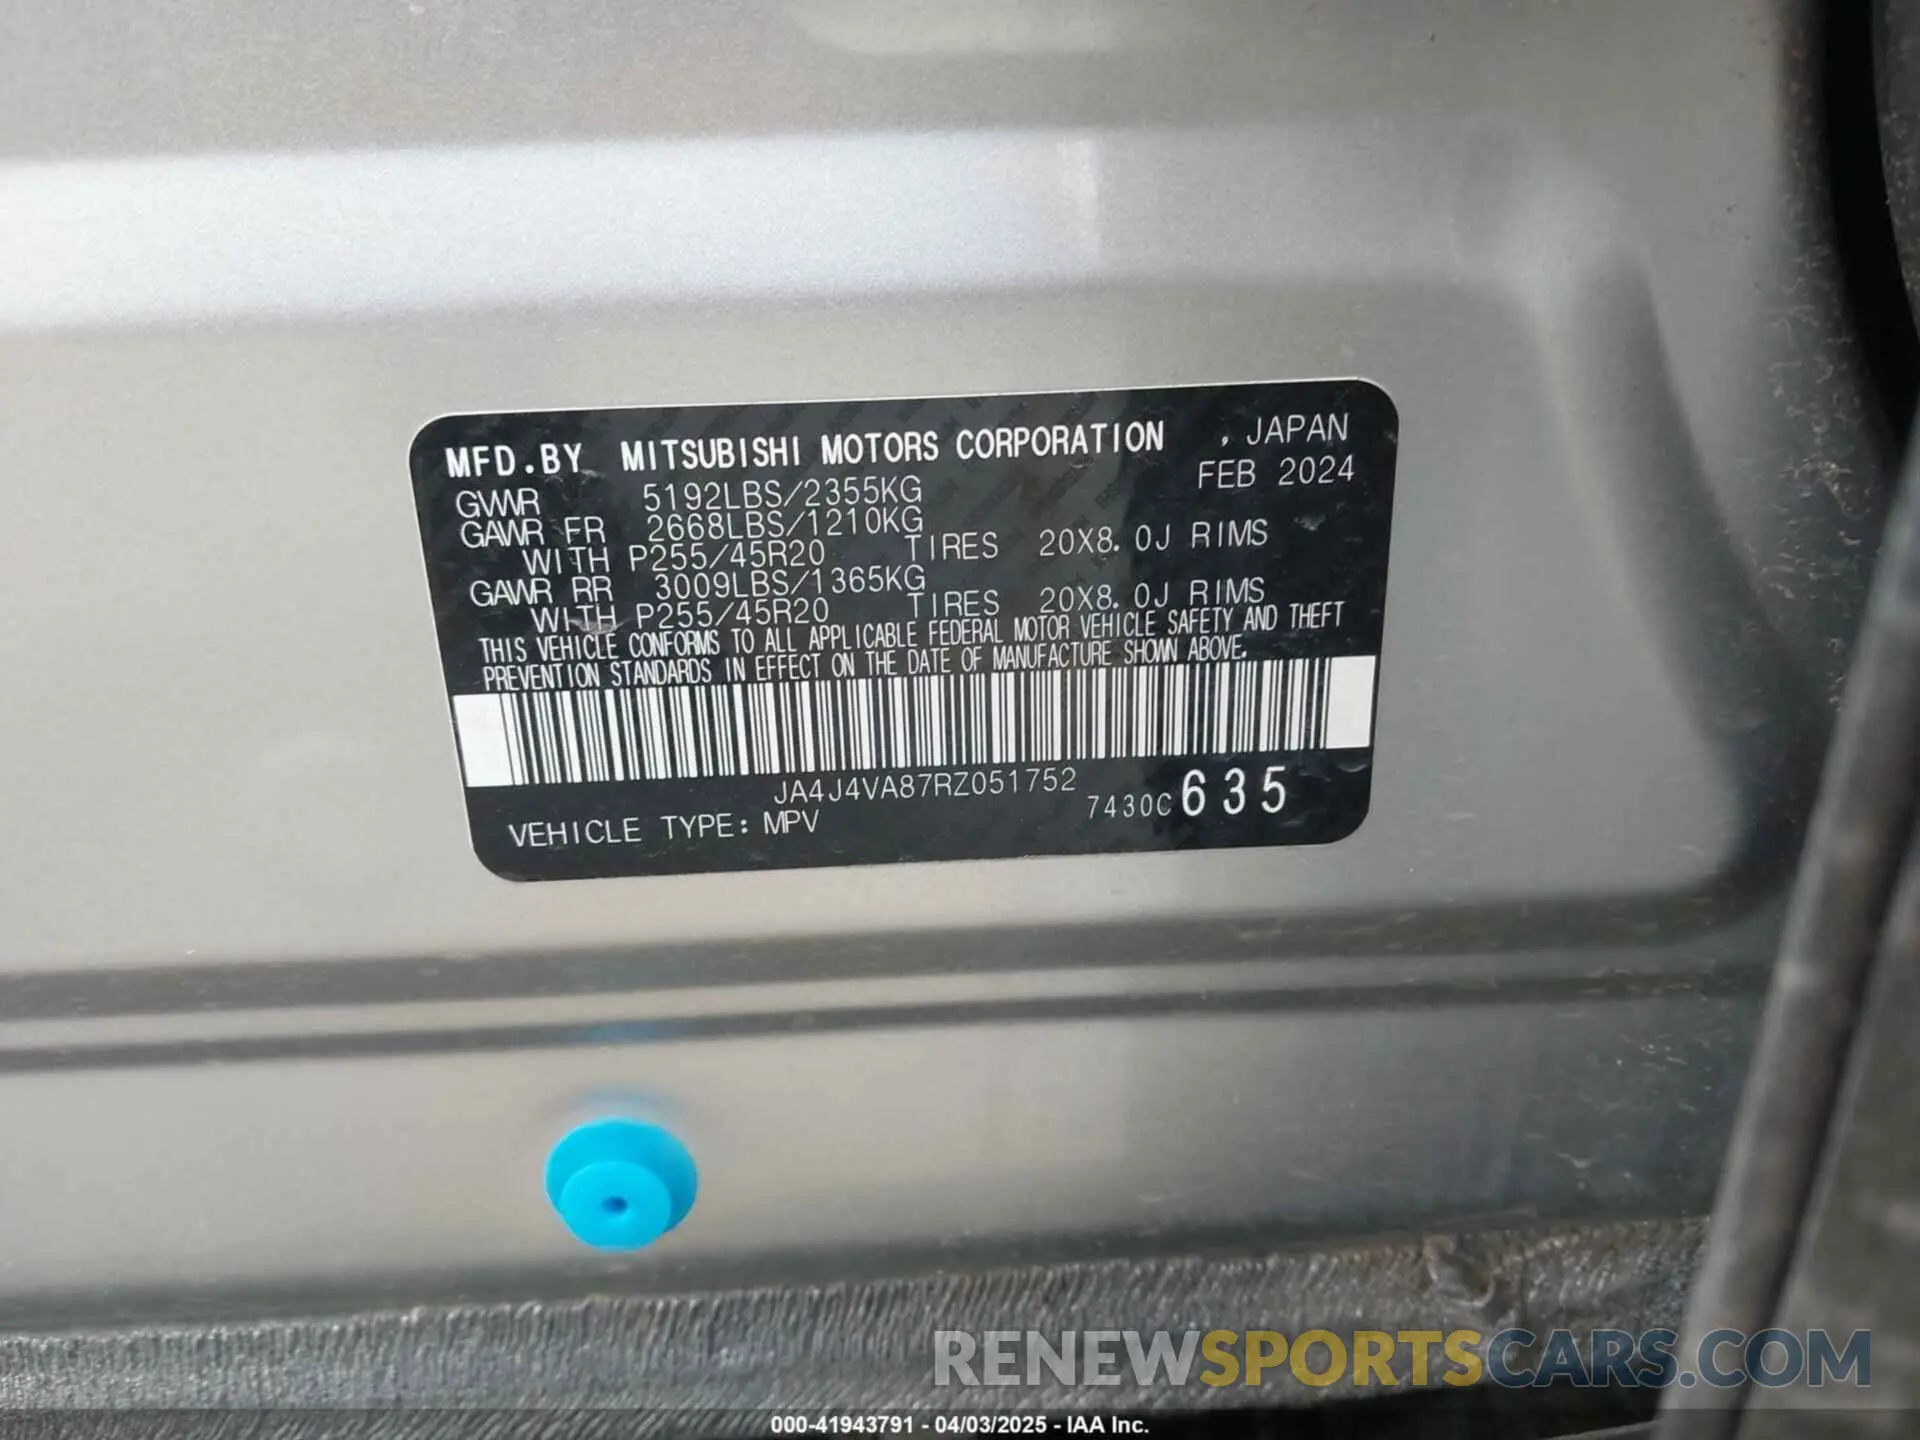 MFD.BY MITSUBISHI MOTORS CORPORATION , JAPAN
FEB 2024
GVWR 5192LBS/2355KG
GAWR FR 2668LBS/1210KG
WITH P255/45R20 TIRES 20X8.0J RIMS
GAWR RR 3009LBS/1365KG
WITH P255/45R20 TIRES 20X8.0J RIMS
THIS VEHICLE CONFORMS TO ALL APPLICABLE FEDERAL MOTOR VEHICLE SAFETY AND THEFT
PREVENTION STANDARDS IN EFFECT ON THE DATE OF MANUFACTURE SHOWN ABOVE.
JA4J4VA87RZ051752
VEHICLE TYPE: MPV 7430C 635
RENEWSPORTSCARS.COM
000-41943791 - 04/03/2025 - IAA Inc.